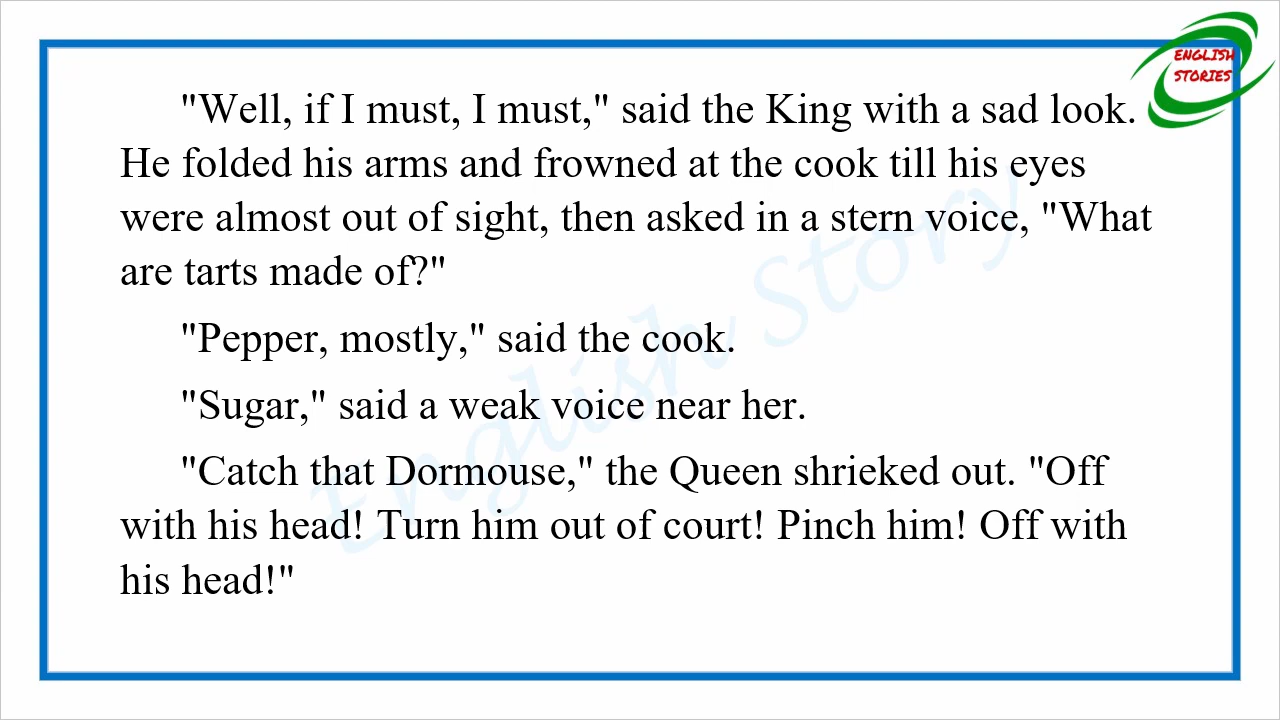 ENGLISH
STORIES
"Well, if I must, I must," said the King with a sad look.
He folded his arms and frowned at the cook till his eyes
were almost out of sight, then asked in a stern voice, "What
are tarts made of?"
"Pepper, mostly," said the cook.
"Sugar," said a weak voice near her.
"Catch that Dormouse," the Queen shrieked out. "Off
with his head! Turn him out of court! Pinch him! Off with
his head!"
English Story